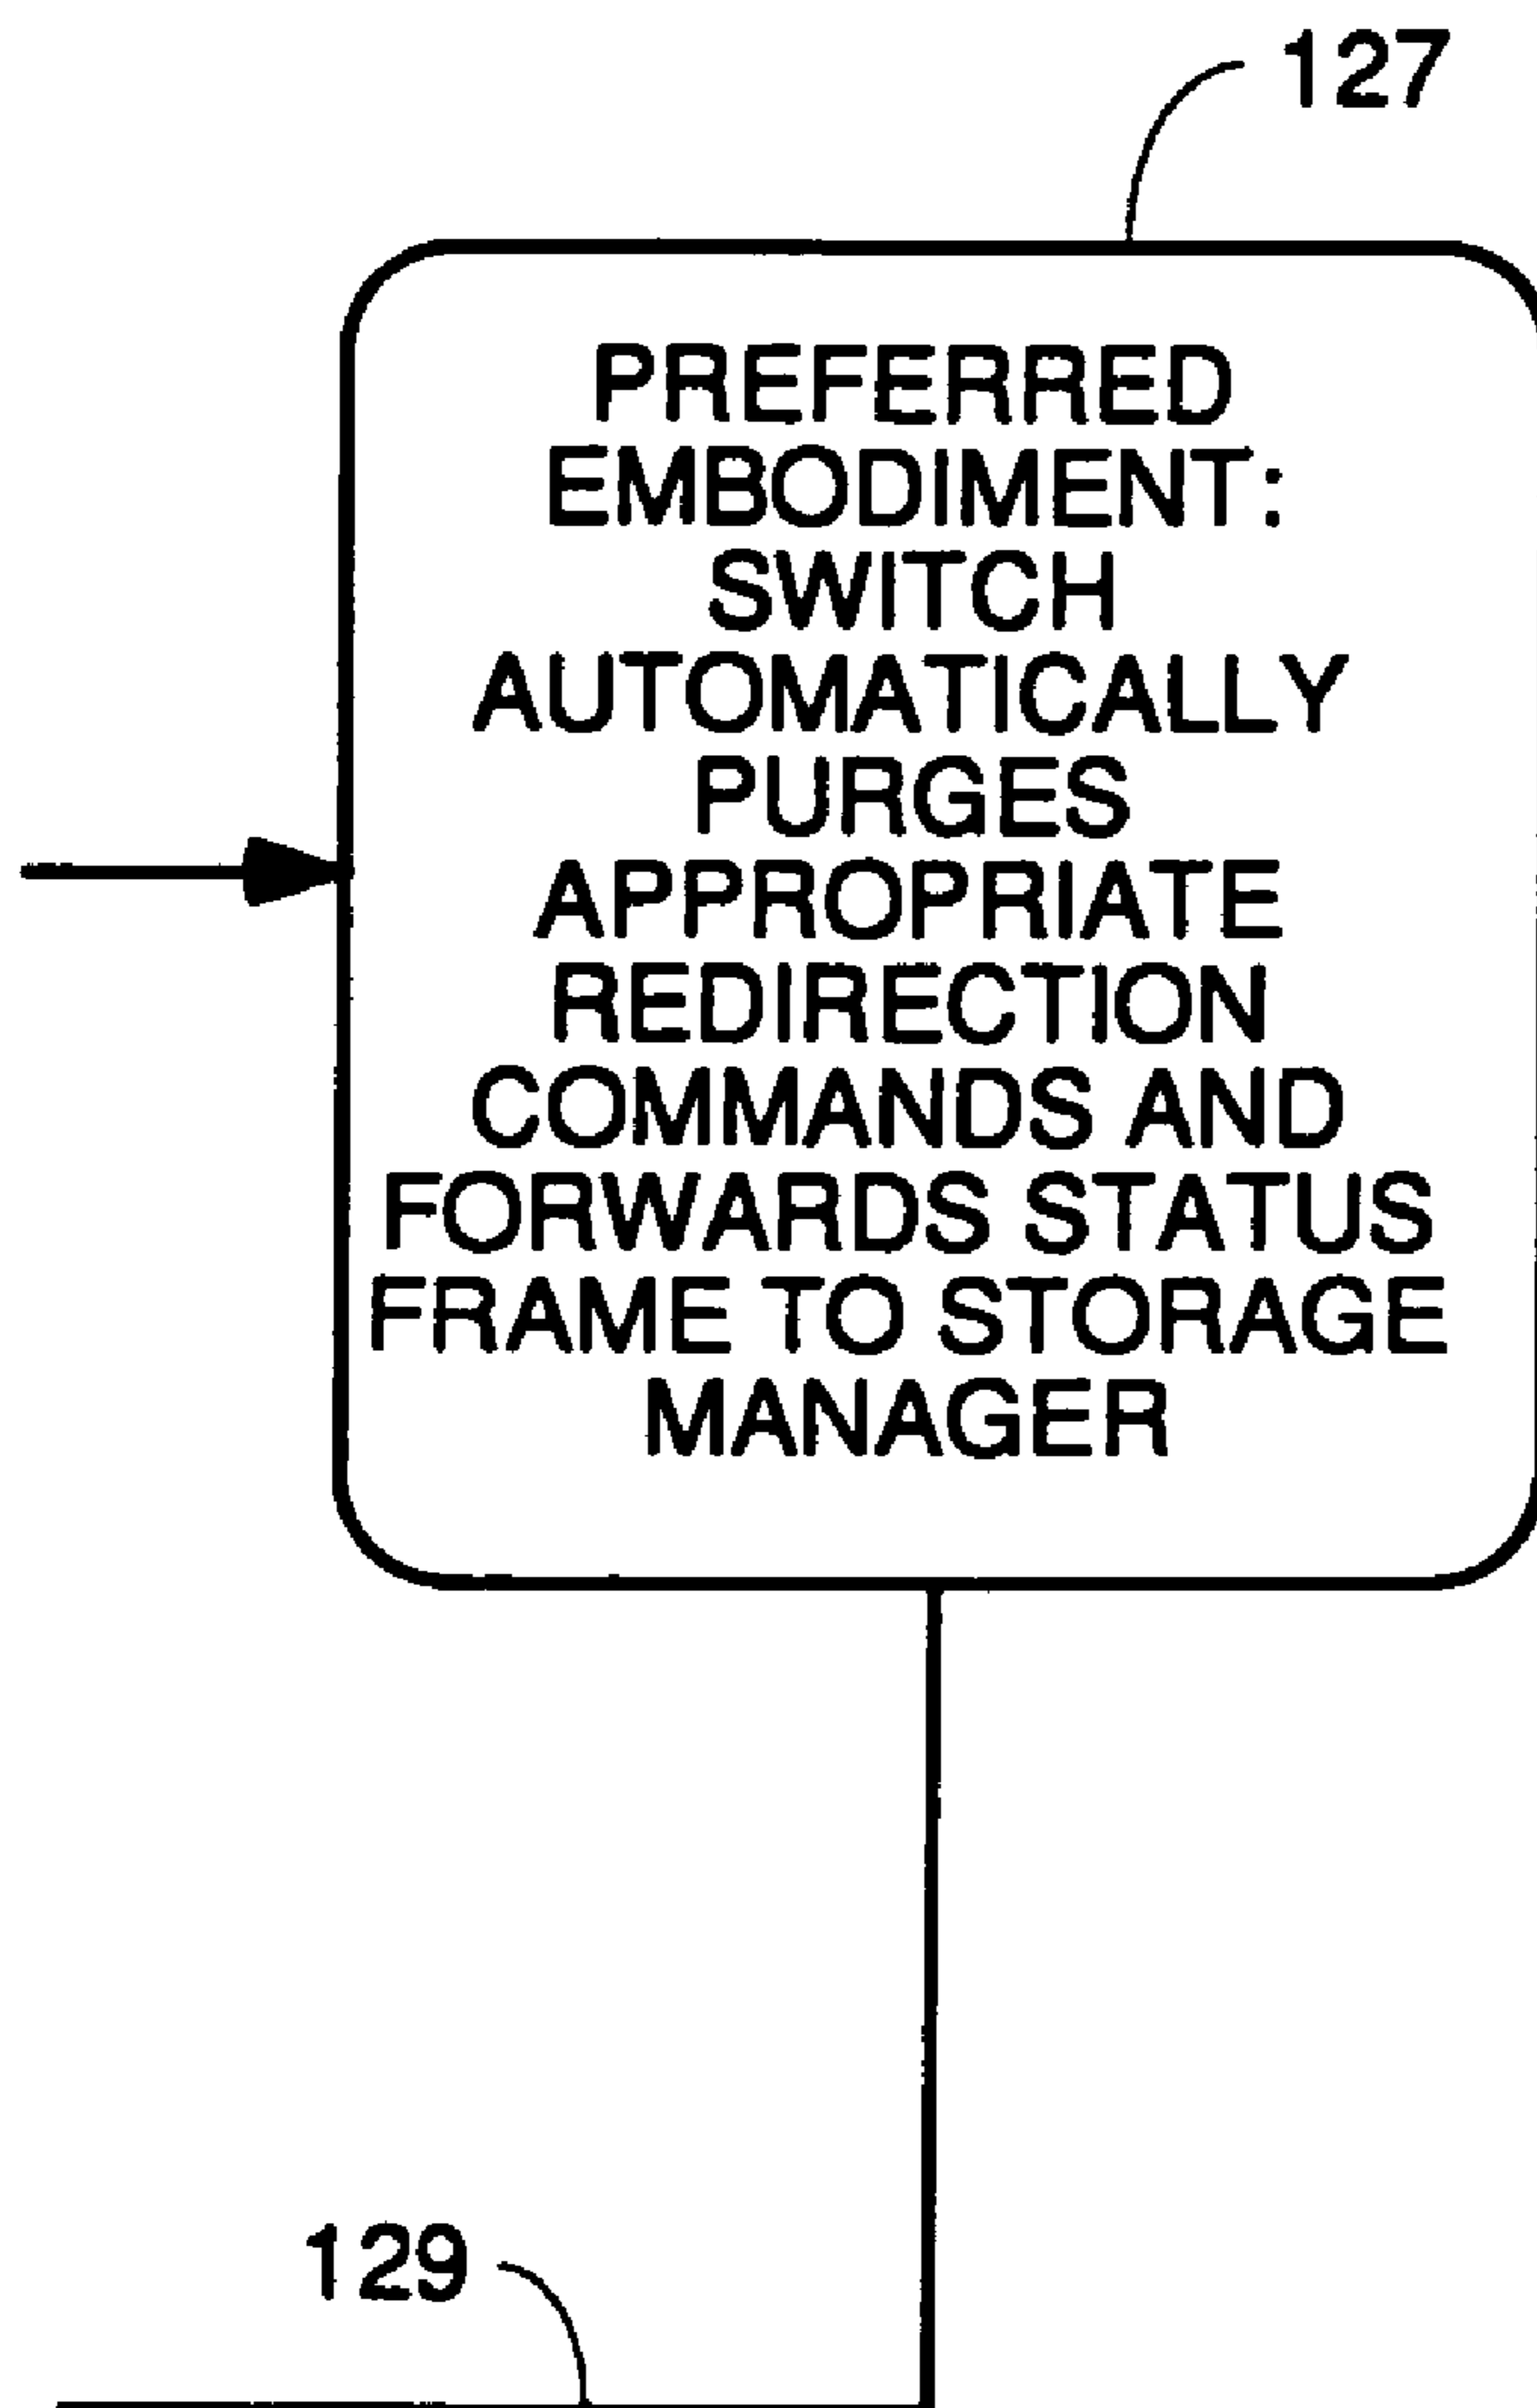 127
PREFERRED
EMBODIMENT:
SWITCH
AUTOMATICALLY
PURGES
APPROPRIATE
REDIRECTION
COMMANDS AND
FORWARDS STATUS
FRAME TO STORAGE
MANAGER
129